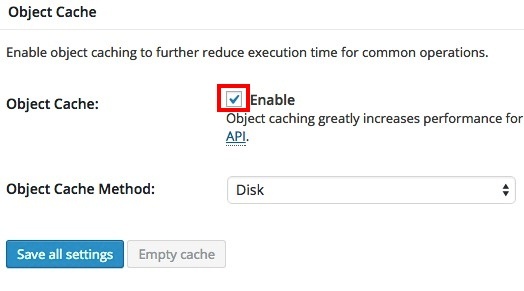 Object Cache
Enable object caching to further reduce execution time for common operations.
Object Cache: Enable
Object caching greatly increases performance for
API.
Object Cache Method: Disk
Save all settings Empty cache